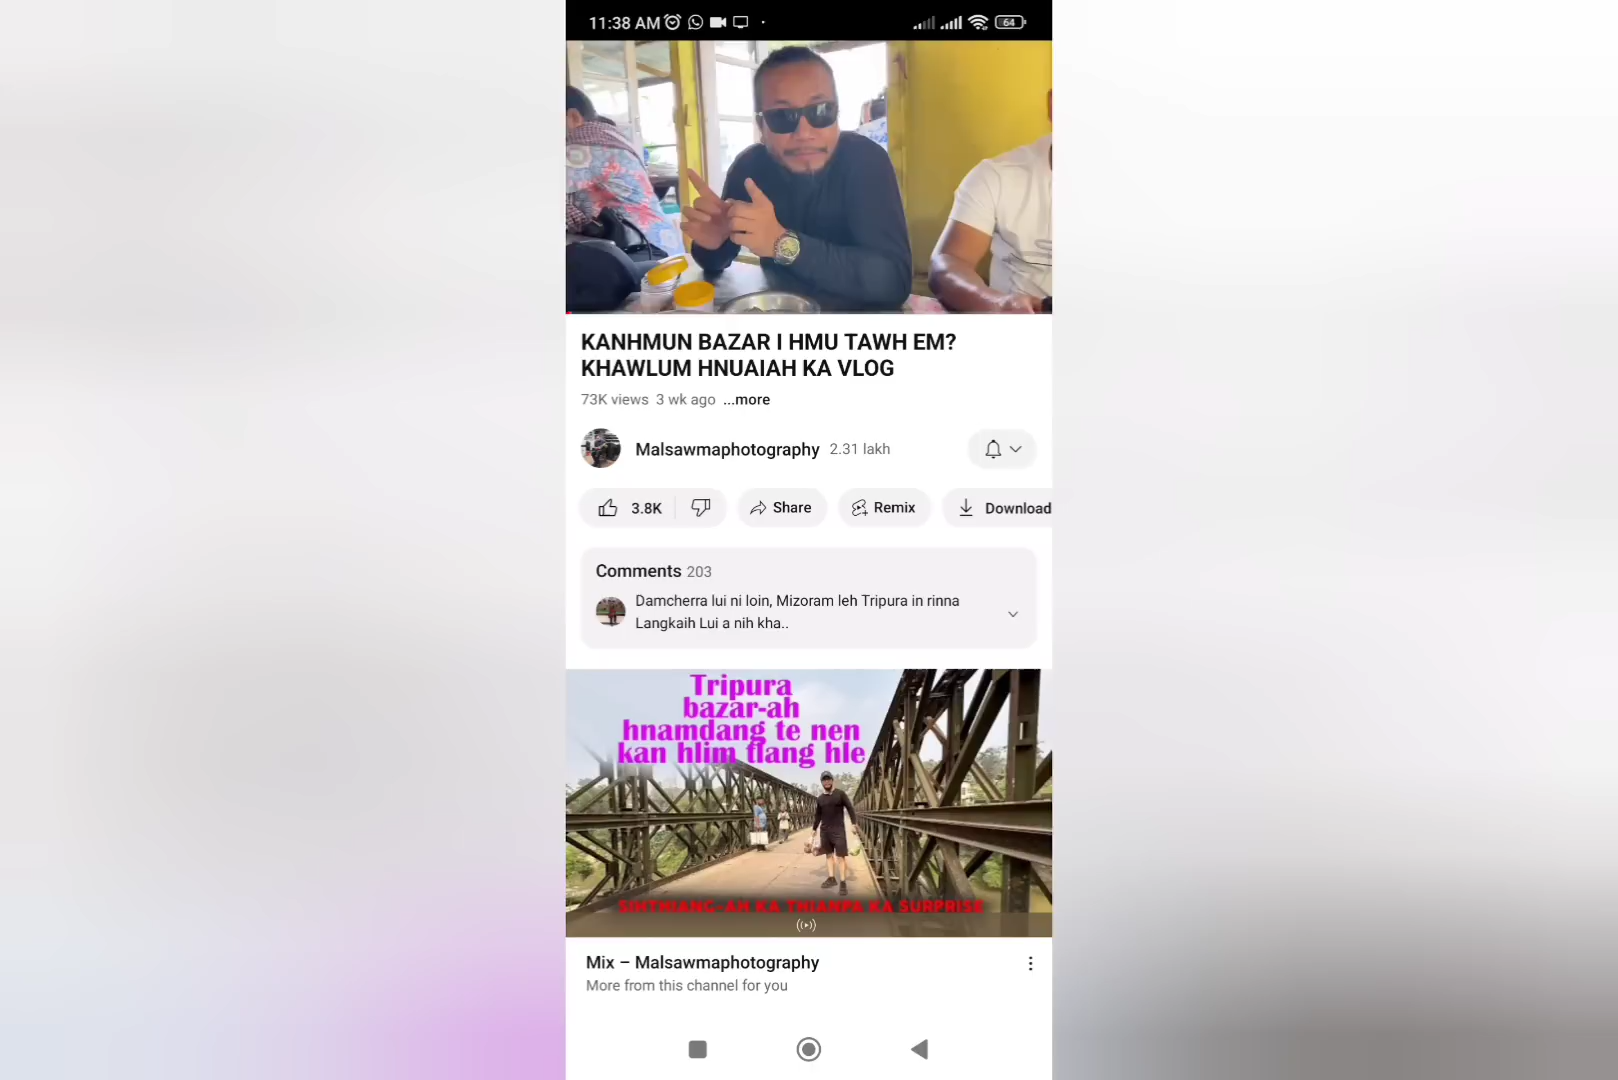 11:38 AM
64
KANHMUN BAZAR I HMU TAWH EM?
KHAWLUM HNUAIAH KA VLOG
73K views 3 wk ago ...more
Malsawmaphotography 2.31 lakh
3.8K Share Remix Download
Comments 203
Damcherra lui ni loin, Mizoram leh Tripura in rinna
Langkaih Lui a nih kha..
Tripura
bazar-ah
hnamdang te nen
kan hlim tlang hle
SIHTHIANG-AH KA THIANPA KA SURPRISE
Mix – Malsawmaphotography
More from this channel for you